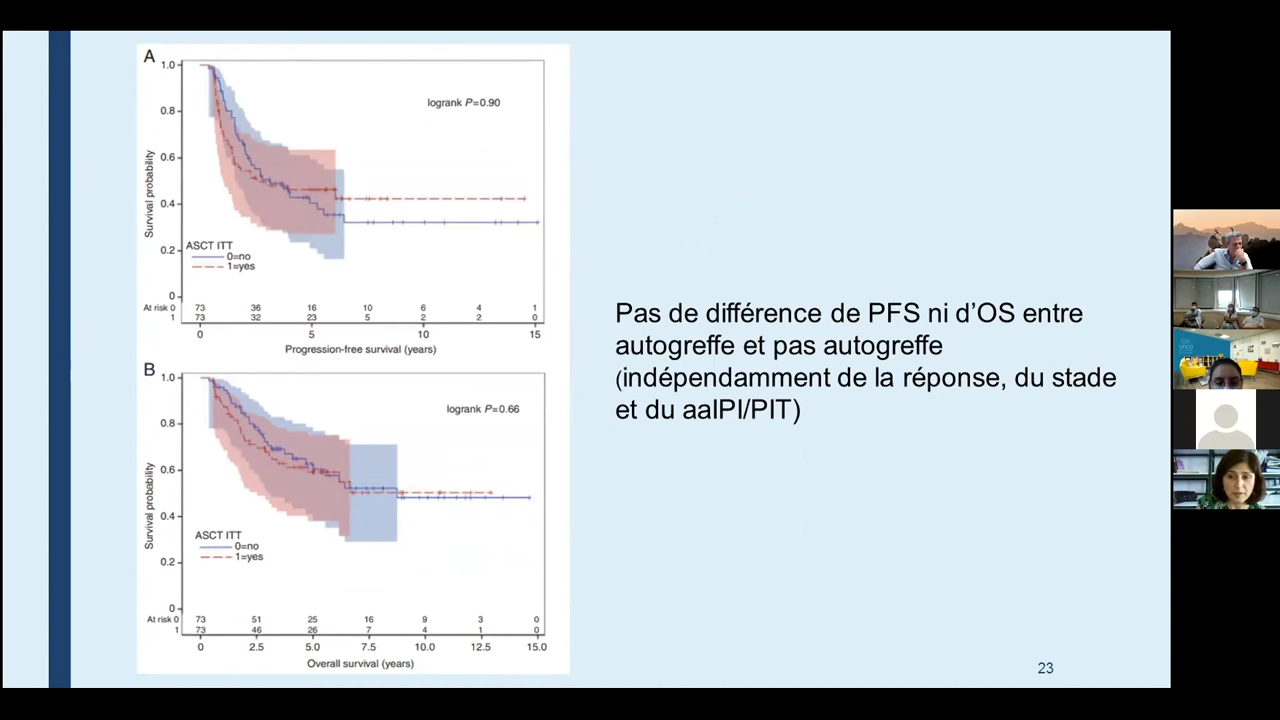 A
1.0
0.8
0.6
0.4
0.2
0
Survival probability
logrank P=0.90
ASCT ITT
0=no
1=yes
At risk 0 73 36 16 10 6 4 1
1 73 32 23 5 2 2 0
0 5 10 15
Progression-free survival (years)
B
1.0
0.8
0.6
0.4
0.2
0
Survival probability
logrank P=0.66
ASCT ITT
0=no
1=yes
At risk 0 73 51 25 16 9 3 0
1 73 46 26 7 4 1 0
0 2.5 5.0 7.5 10.0 12.5 15.0
Overall survival (years)
Pas de différence de PFS ni d’OS entre
autogreffe et pas autogreffe
(indépendamment de la réponse, du stade
et du aaIPI/PIT)
23